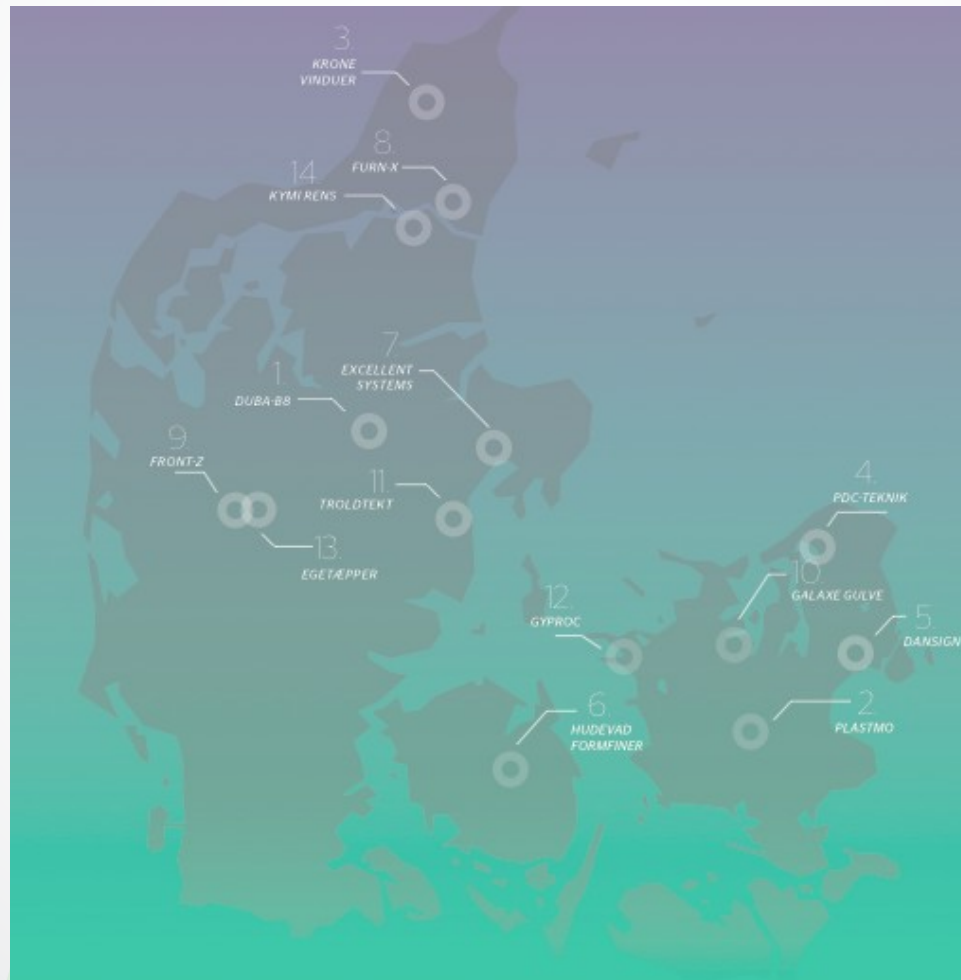 3.
KRONE
VINDUER
8.
FURN-X
14.
KYMI RENS
7.
EXCELLENT
SYSTEMS
1.
DUBA-B8
9.
FRONT-Z
11.
TROLDTEKT
13.
EGETÆPPER
4.
PDC-TEKNIK
10.
GALAXE GULVE
12.
GYPROC
5.
DANSIGN
6.
HUDEVAD
FORMFINER
2.
PLASTMO